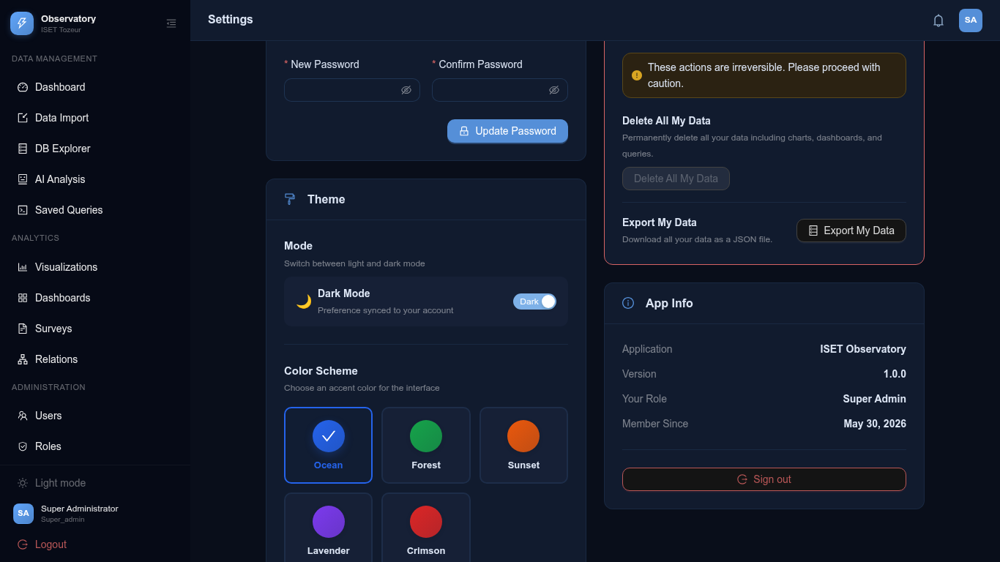 Observatory
ISET Tozeur
DATA MANAGEMENT
Dashboard
Data Import
DB Explorer
AI Analysis
Saved Queries
ANALYTICS
Visualizations
Dashboards
Surveys
Relations
ADMINISTRATION
Users
Roles
Light mode
SA
Super Administrator
Super_admin
Logout
Settings
SA
* New Password
* Confirm Password
Update Password
Theme
Mode
Switch between light and dark mode
Dark Mode
Preference synced to your account
Dark
Color Scheme
Choose an accent color for the interface
Ocean
Forest
Sunset
Lavender
Crimson
These actions are irreversible. Please proceed with
caution.
Delete All My Data
Permanently delete all your data including charts, dashboards, and
queries.
Delete All My Data
Export My Data
Download all your data as a JSON file.
Export My Data
App Info
Application ISET Observatory
Version 1.0.0
Your Role Super Admin
Member Since May 30, 2026
Sign out